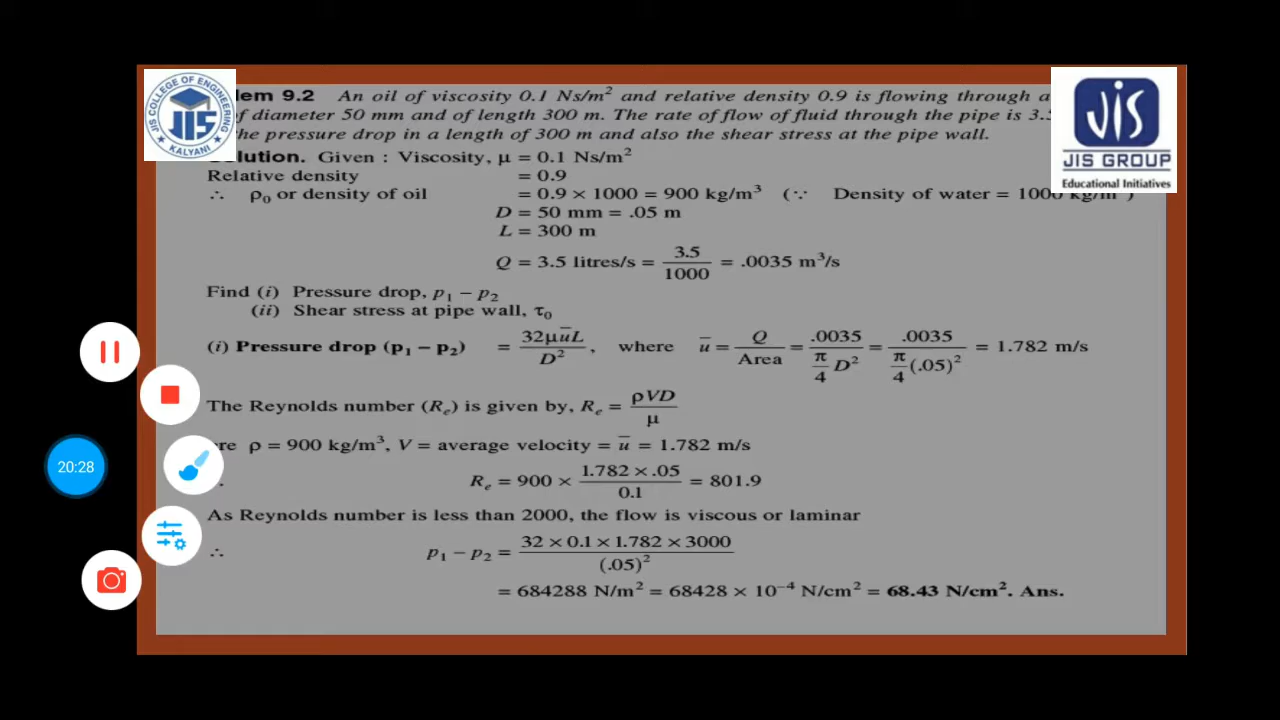 JIS COLLEGE OF ENGINEERING
JIS
KALYANI
JIS
JIS GROUP
Educational Initiatives
lem 9.2 An oil of viscosity 0.1 Ns/m² and relative density 0.9 is flowing through a
f diameter 50 mm and of length 300 m. The rate of flow of fluid through the pipe is 3.5
the pressure drop in a length of 300 m and also the shear stress at the pipe wall.
olution. Given : Viscosity, μ = 0.1 Ns/m²
Relative density = 0.9
∴ ρ₀ or density of oil = 0.9 × 1000 = 900 kg/m³ (∵ Density of water = 1000 kg/m³)
D = 50 mm = .05 m
L = 300 m
Q = 3.5 litres/s = 3.5/1000 = .0035 m³/s
Find (i) Pressure drop, p₁ – p₂
(ii) Shear stress at pipe wall, τ₀
(i) Pressure drop (p₁ – p₂) = 32μūL/D², where ū = Q/Area = .0035/(π/4 D²) = .0035/(π/4 (.05)²) = 1.782 m/s
The Reynolds number (Rₑ) is given by, Rₑ = ρVD/μ
re ρ = 900 kg/m³, V = average velocity = ū = 1.782 m/s
Rₑ = 900 × 1.782 × .05/0.1 = 801.9
As Reynolds number is less than 2000, the flow is viscous or laminar
∴ p₁ – p₂ = 32 × 0.1 × 1.782 × 3000/(.05)²
= 684288 N/m² = 68428 × 10⁻⁴ N/cm² = 68.43 N/cm². Ans.
20:28